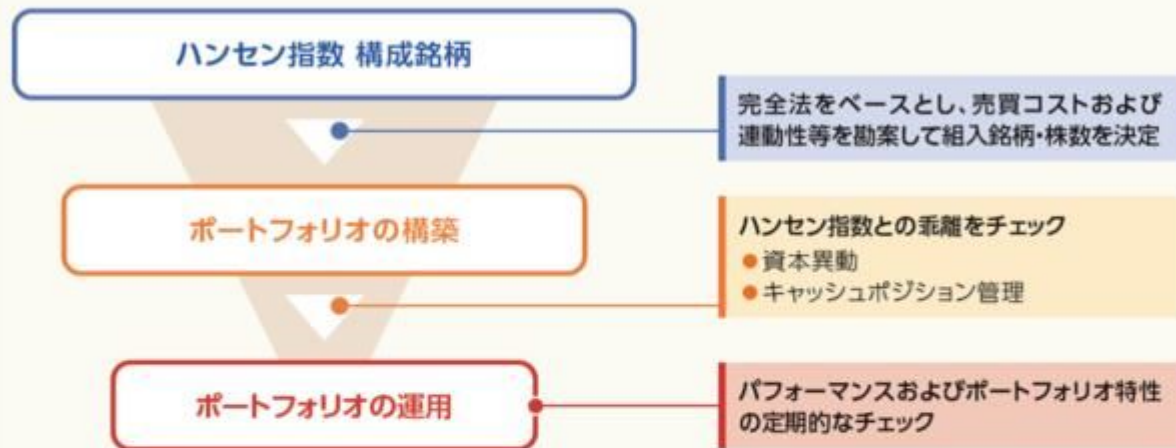 ハンセン指数 構成銘柄
完全法をベースとし、売買コストおよび
連動性等を勘案して組入銘柄・株数を決定
ポートフォリオの構築
ハンセン指数との乖離をチェック
●資本異動
●キャッシュポジション管理
ポートフォリオの運用
パフォーマンスおよびポートフォリオ特性
の定期的なチェック